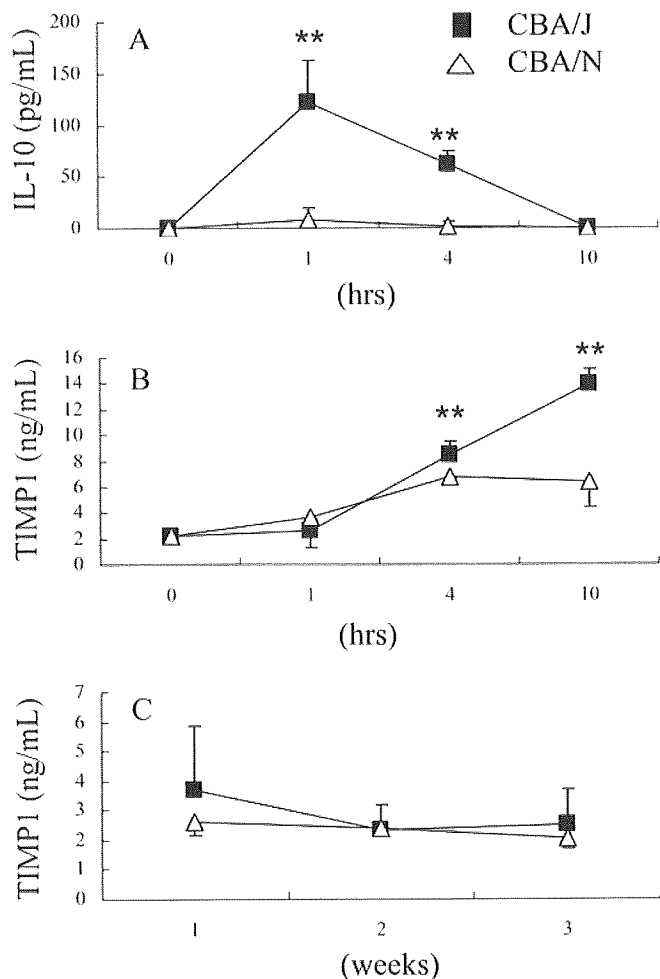 A
CBA/J
CBA/N
**
**
200
150
100
50
0
IL-10 (pg/mL)
0 1 4 10
(hrs)
B
**
**
16
14
12
10
8
6
4
2
0
TIMP1 (ng/mL)
0 1 4 10
(hrs)
C
7
6
5
4
3
2
1
0
TIMP1 (ng/mL)
1 2 3
(weeks)